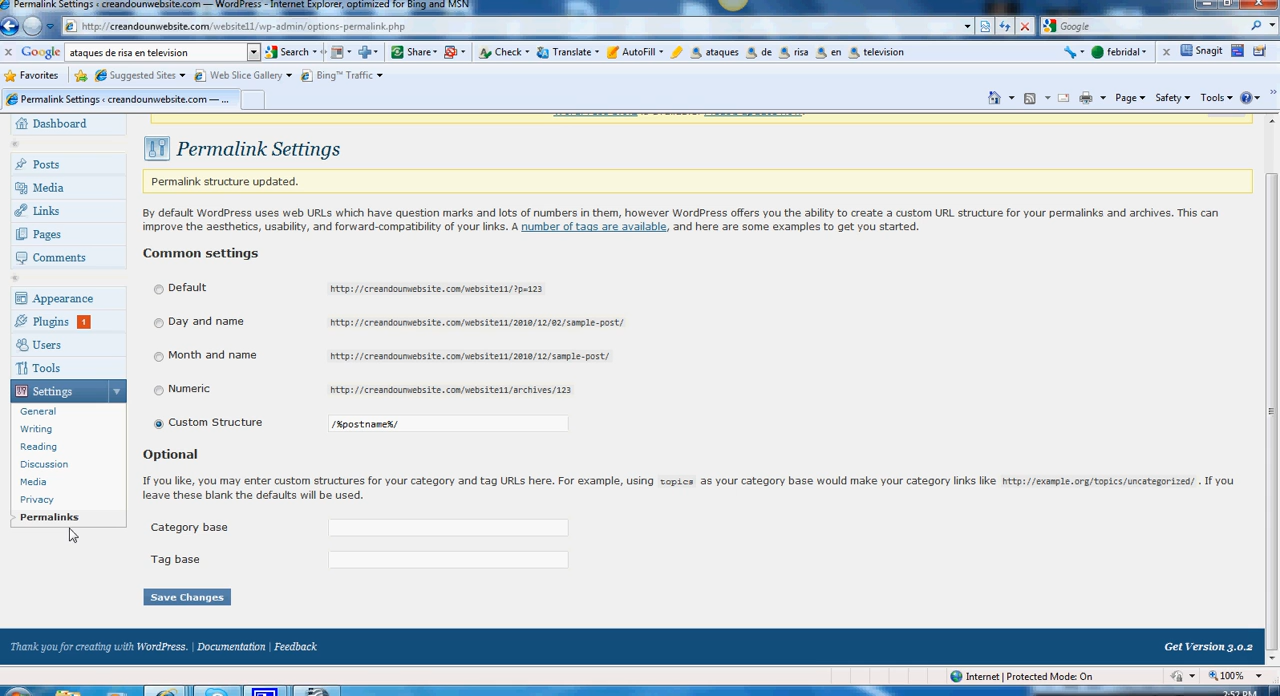 Permalink Settings ‹ creandounwebsite.com — WordPress - Internet Explorer, optimized for Bing and MSN
http://creandounwebsite.com/website11/wp-admin/options-permalink.php
Google
Google
ataques de risa en television
Search
Share
Check
Translate
AutoFill
ataques
de
risa
en
television
febridal
Snagit
Favorites
Suggested Sites
Web Slice Gallery
Bing™ Traffic
Permalink Settings ‹ creandounwebsite.com — ...
Page
Safety
Tools
Dashboard
Posts
Media
Links
Pages
Comments
Appearance
Plugins 1
Users
Tools
Settings
General
Writing
Reading
Discussion
Media
Privacy
Permalinks
Permalink Settings
Permalink structure updated.
By default WordPress uses web URLs which have question marks and lots of numbers in them, however WordPress offers you the ability to create a custom URL structure for your permalinks and archives. This can
improve the aesthetics, usability, and forward-compatibility of your links. A number of tags are available, and here are some examples to get you started.
Common settings
Default http://creandounwebsite.com/website11/?p=123
Day and name http://creandounwebsite.com/website11/2010/12/02/sample-post/
Month and name http://creandounwebsite.com/website11/2010/12/sample-post/
Numeric http://creandounwebsite.com/website11/archives/123
Custom Structure /%postname%/
Optional
If you like, you may enter custom structures for your category and tag URLs here. For example, using topics as your category base would make your category links like http://example.org/topics/uncategorized/ . If you
leave these blank the defaults will be used.
Category base
Tag base
Save Changes
Thank you for creating with WordPress. | Documentation | Feedback
Get Version 3.0.2
Internet | Protected Mode: On
100%
2:52 PM